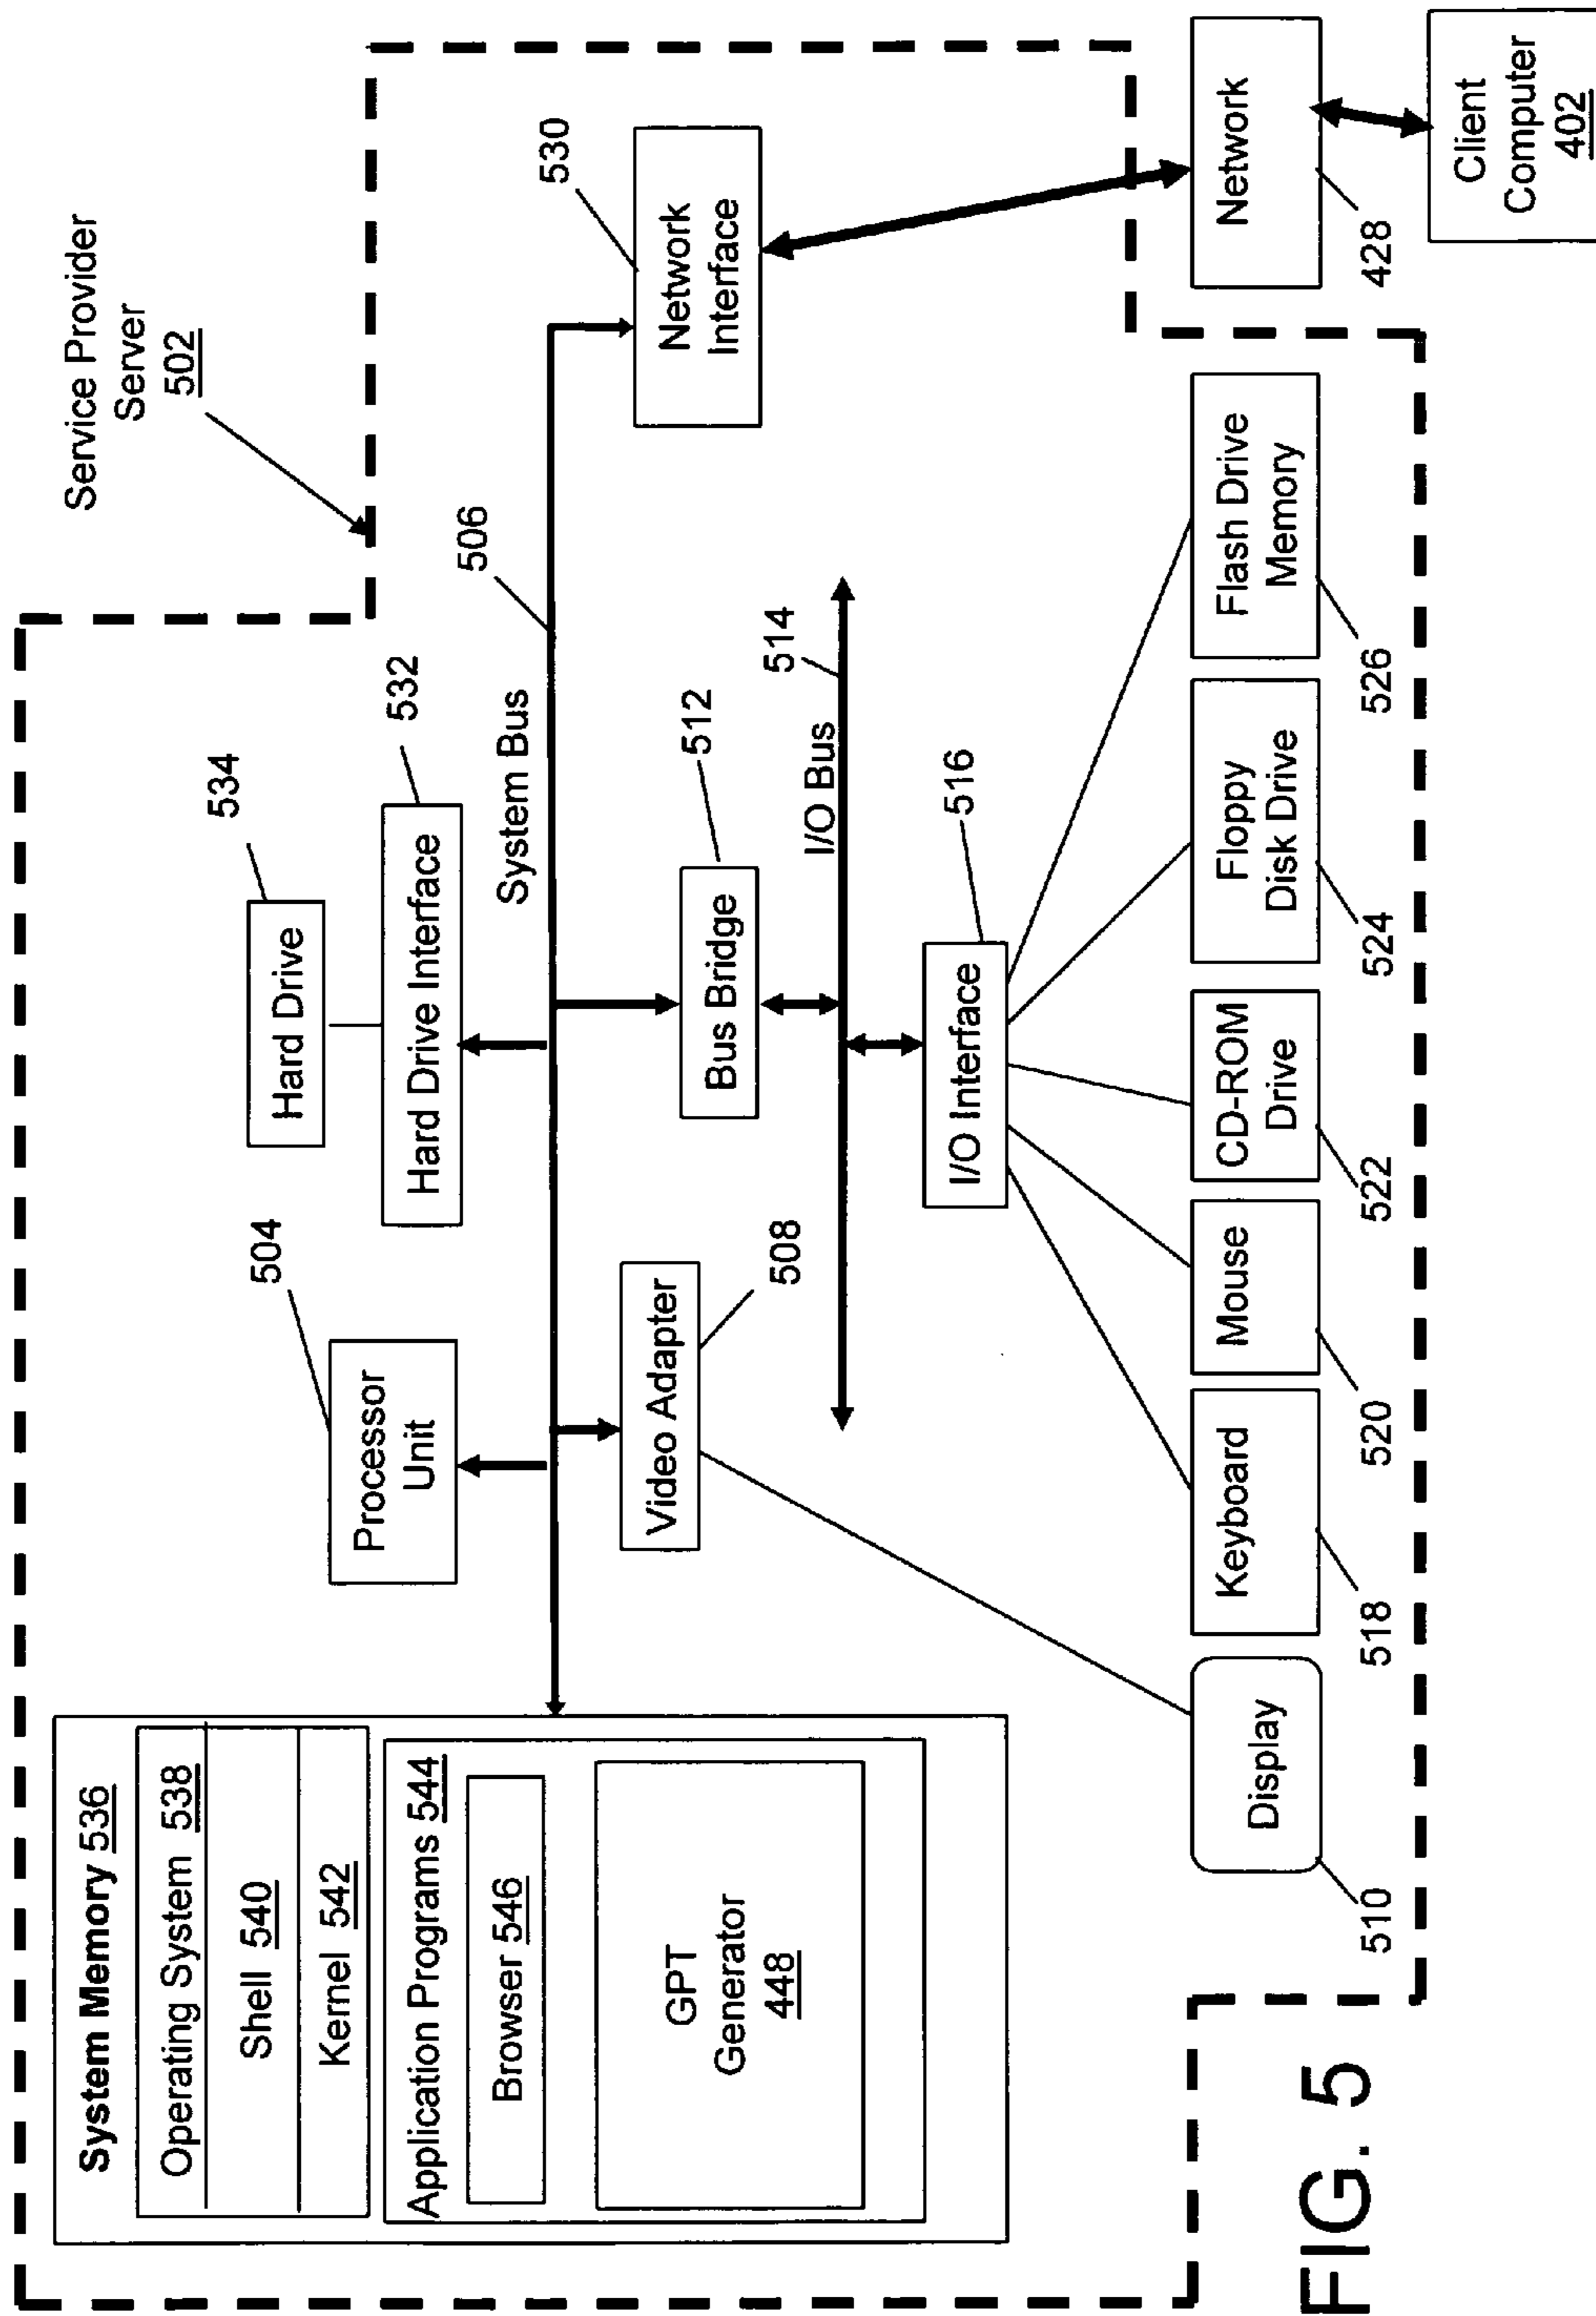 Service Provider
Server
502
System Memory 536
Operating System 538
Shell 540
Kernel 542
Application Programs 544
Browser 546
GPT
Generator
448
504
Processor
Unit
534
Hard Drive
532
Hard Drive Interface
System Bus
506
530
Network
Interface
Video Adapter
508
512
Bus Bridge
514
I/O Bus
516
I/O Interface
Display
510
Keyboard
518
Mouse
520
CD-ROM
Drive
522
Floppy
Disk Drive
524
Flash Drive
Memory
526
Network
428
Client
Computer
402
FIG. 5